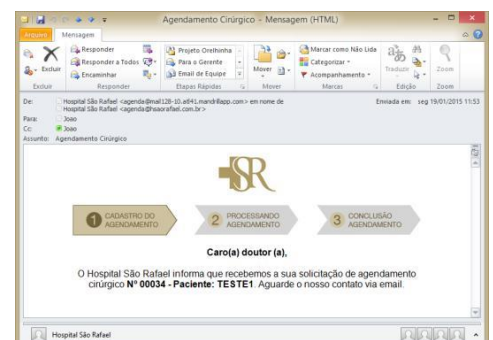 Agendamento Cirúrgico - Mensagem (HTML)
Arquivo Mensagem
Excluir
Responder
Responder a Todos
Encaminhar
Projeto Orelhinha
Para o Gerente
Email de Equipe
Mover
Marcar como Não Lida
Categorizar
Acompanhamento
Traduzir
Zoom
Excluir Responder Etapas Rápidas Mover Marcas Edição Zoom
De: Hospital São Rafael <agenda@mail128-10.atl41.mandrillapp.com> em nome de Enviada em: seg 19/01/2015 11:53
Hospital São Rafael <agenda@hsaorafael.com.br>
Para: Joao
Cc: Joao
Assunto: Agendamento Cirúrgico
SR
1 CADASTRO DO AGENDAMENTO
2 PROCESSANDO AGENDAMENTO
3 CONCLUSÃO AGENDAMENTO
Caro(a) doutor (a),
O Hospital São Rafael informa que recebemos a sua solicitação de agendamento
cirúrgico Nº 00034 - Paciente: TESTE1. Aguarde o nosso contato via
email.
Hospital São Rafael